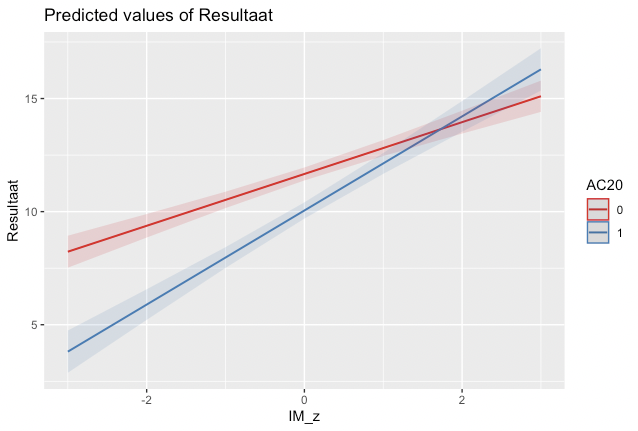 Predicted values of Resultaat
Resultaat
15
10
5
-2
0
2
IM_z
AC20
0
1